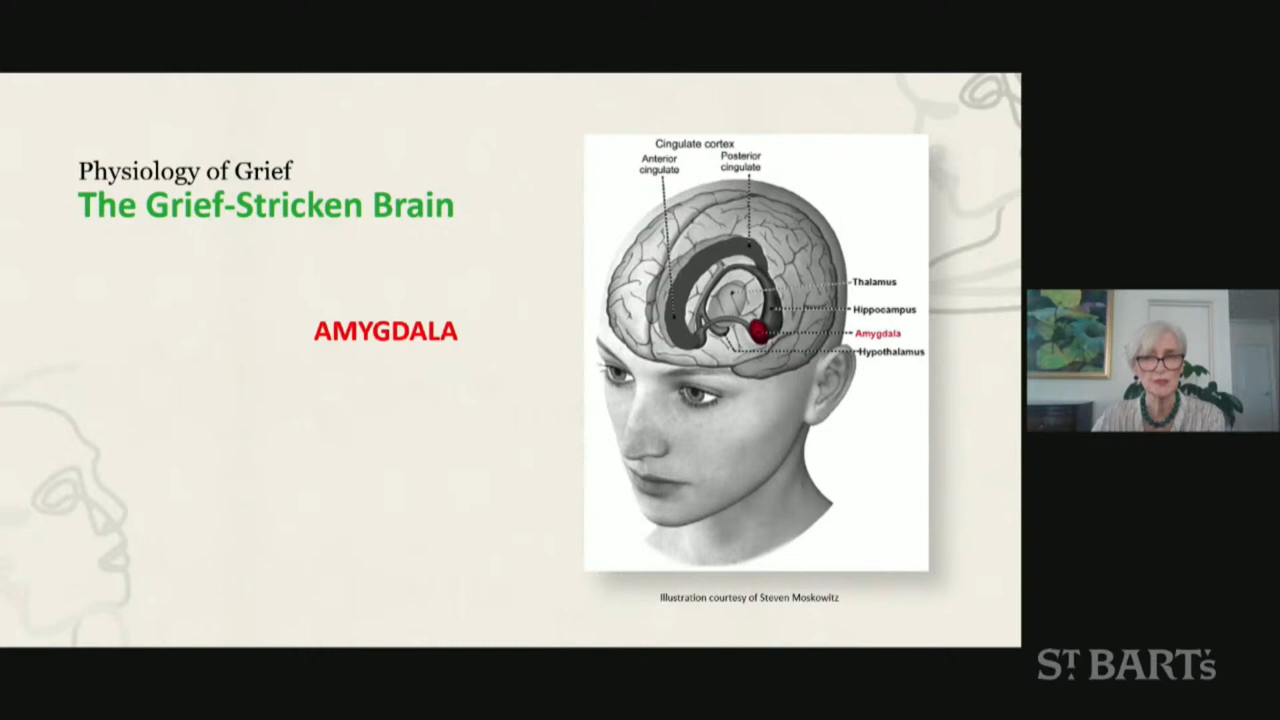 Physiology of Grief
The Grief-Stricken Brain
AMYGDALA
Cingulate cortex
Anterior
cingulate
Posterior
cingulate
Thalamus
Hippocampus
Amygdala
Hypothalamus
Illustration courtesy of Steven Moskowitz
ST BART'S